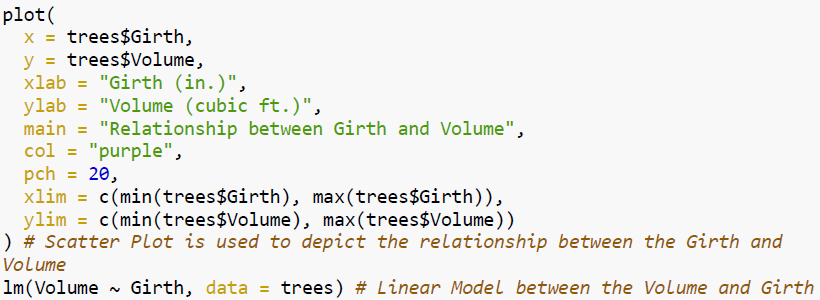 plot(
  x = trees$Girth,
  y = trees$Volume,
  xlab = "Girth (in.)",
  ylab = "Volume (cubic ft.)",
  main = "Relationship between Girth and Volume",
  col = "purple",
  pch = 20,
  xlim = c(min(trees$Girth), max(trees$Girth)),
  ylim = c(min(trees$Volume), max(trees$Volume))
) # Scatter Plot is used to depict the relationship between the Girth and
Volume
lm(Volume ~ Girth, data = trees) # Linear Model between the Volume and Girth